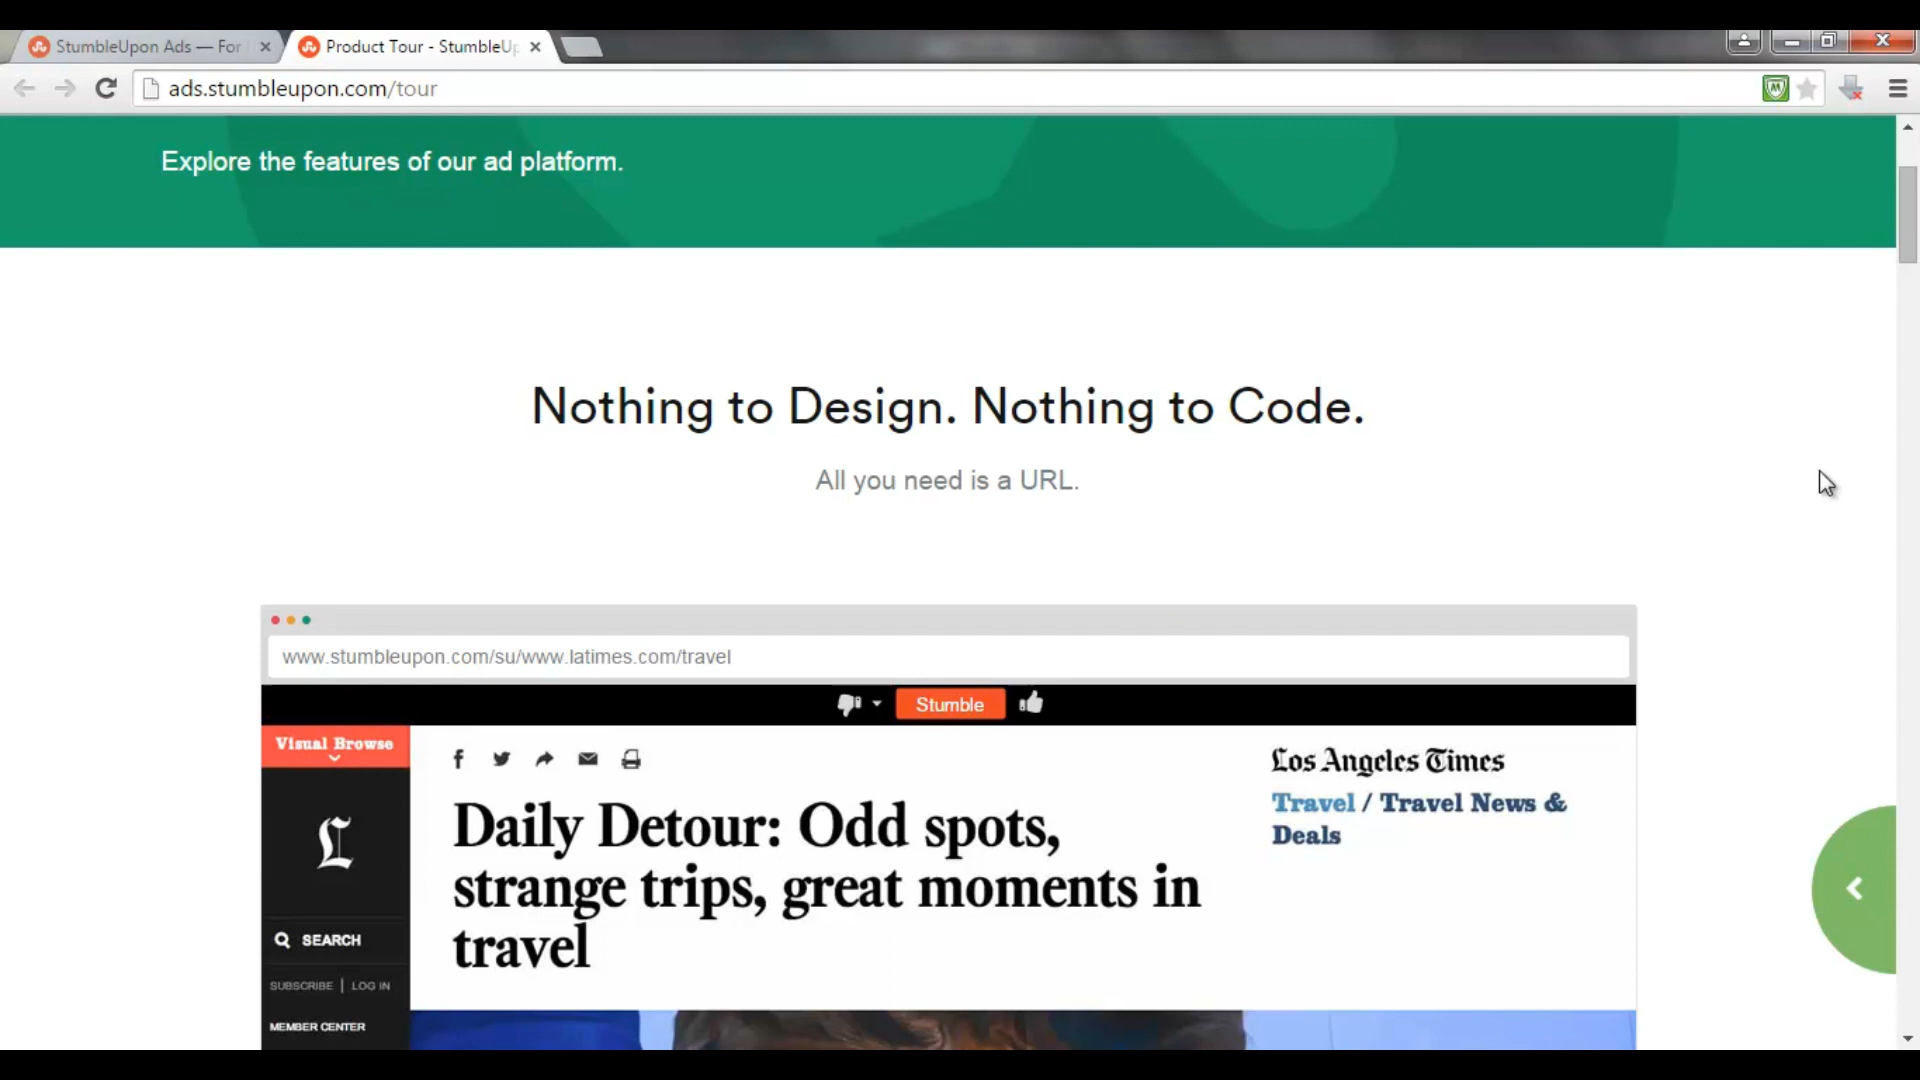 StumbleUpon Ads — For
Product Tour - StumbleUp
ads.stumbleupon.com/tour
Explore the features of our ad platform.
Nothing to Design. Nothing to Code.
All you need is a URL.
www.stumbleupon.com/su/www.latimes.com/travel
Stumble
Visual Browse
Los Angeles Times
Travel / Travel News &
Deals
Daily Detour: Odd spots,
strange trips, great moments in
travel
SEARCH
SUBSCRIBE | LOG IN
MEMBER CENTER